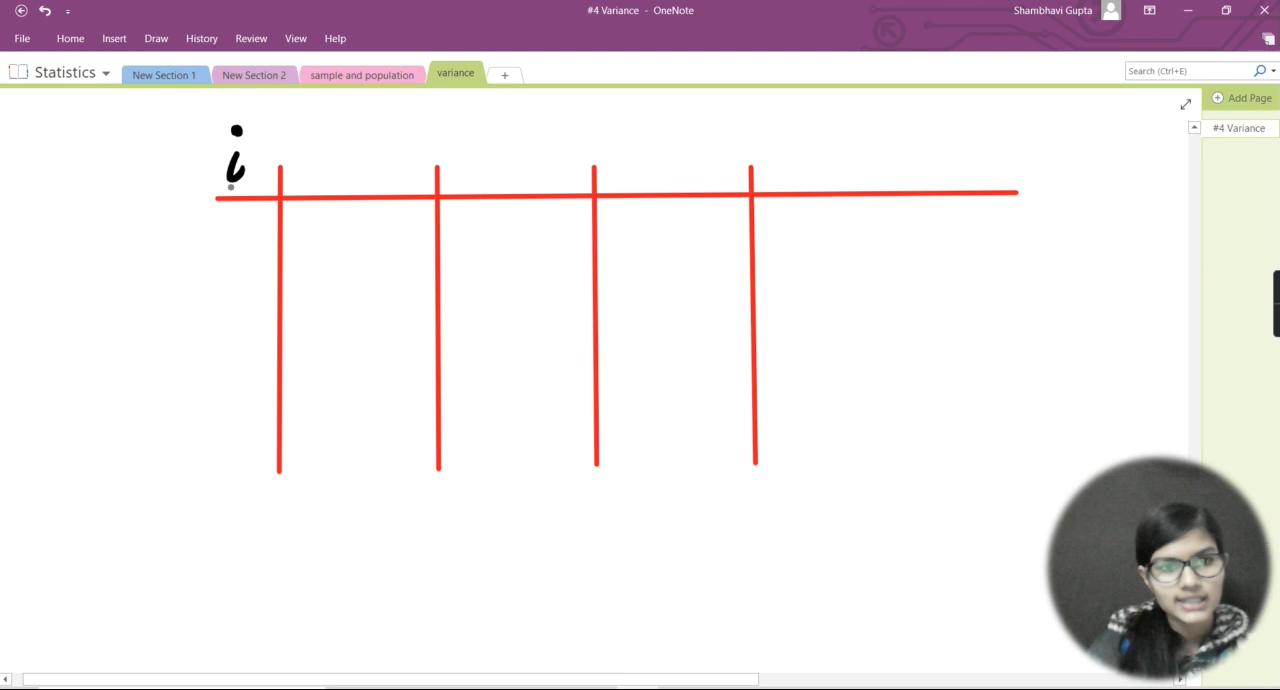 #4 Variance - OneNote
Shambhavi Gupta
File Home Insert Draw History Review View Help
Statistics New Section 1 New Section 2 sample and population variance +
Search (Ctrl+E)
Add Page
#4 Variance
i